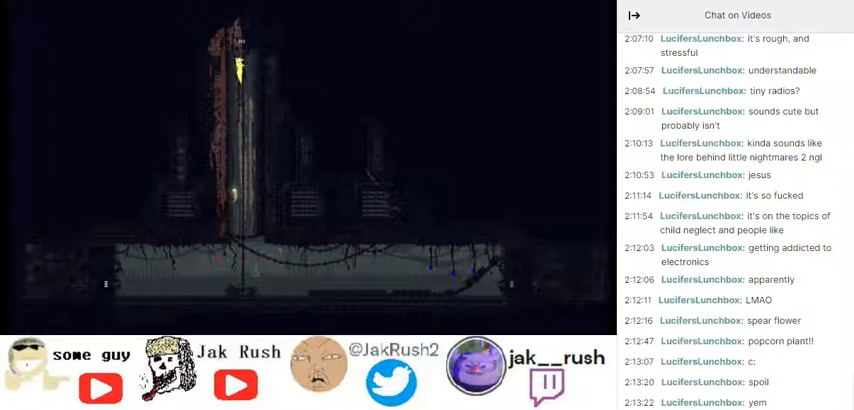 Chat on Videos
2:07:10 LucifersLunchbox: it's rough, and
stressful
2:07:57 LucifersLunchbox: understandable
2:08:54 LucifersLunchbox: tiny radios?
2:09:01 LucifersLunchbox: sounds cute but
probably isn't
2:10:13 LucifersLunchbox: kinda sounds like
the lore behind little nightmares 2 ngl
2:10:53 LucifersLunchbox: jesus
2:11:14 LucifersLunchbox: it's so fucked
2:11:54 LucifersLunchbox: it's on the topics of
child neglect and people like
2:12:03 LucifersLunchbox: getting addicted to
electronics
2:12:06 LucifersLunchbox: apparently
2:12:11 LucifersLunchbox: LMAO
2:12:16 LucifersLunchbox: spear flower
2:12:47 LucifersLunchbox: popcorn plant!!
2:13:07 LucifersLunchbox: c:
2:13:20 LucifersLunchbox: spoil
2:13:22 LucifersLunchbox: yem
some guy
Jak Rush
@JakRush2
jak__rush